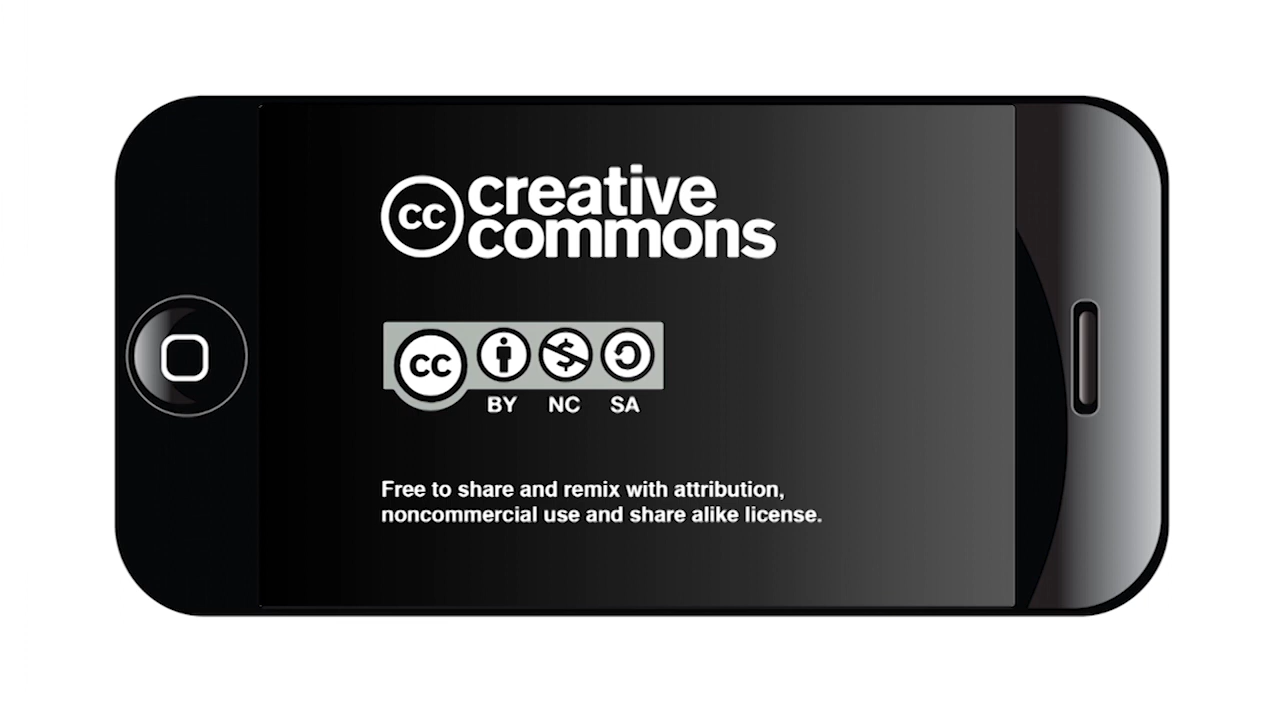 cc creative
commons
cc
BY NC SA
Free to share and remix with attribution,
noncommercial use and share alike license.